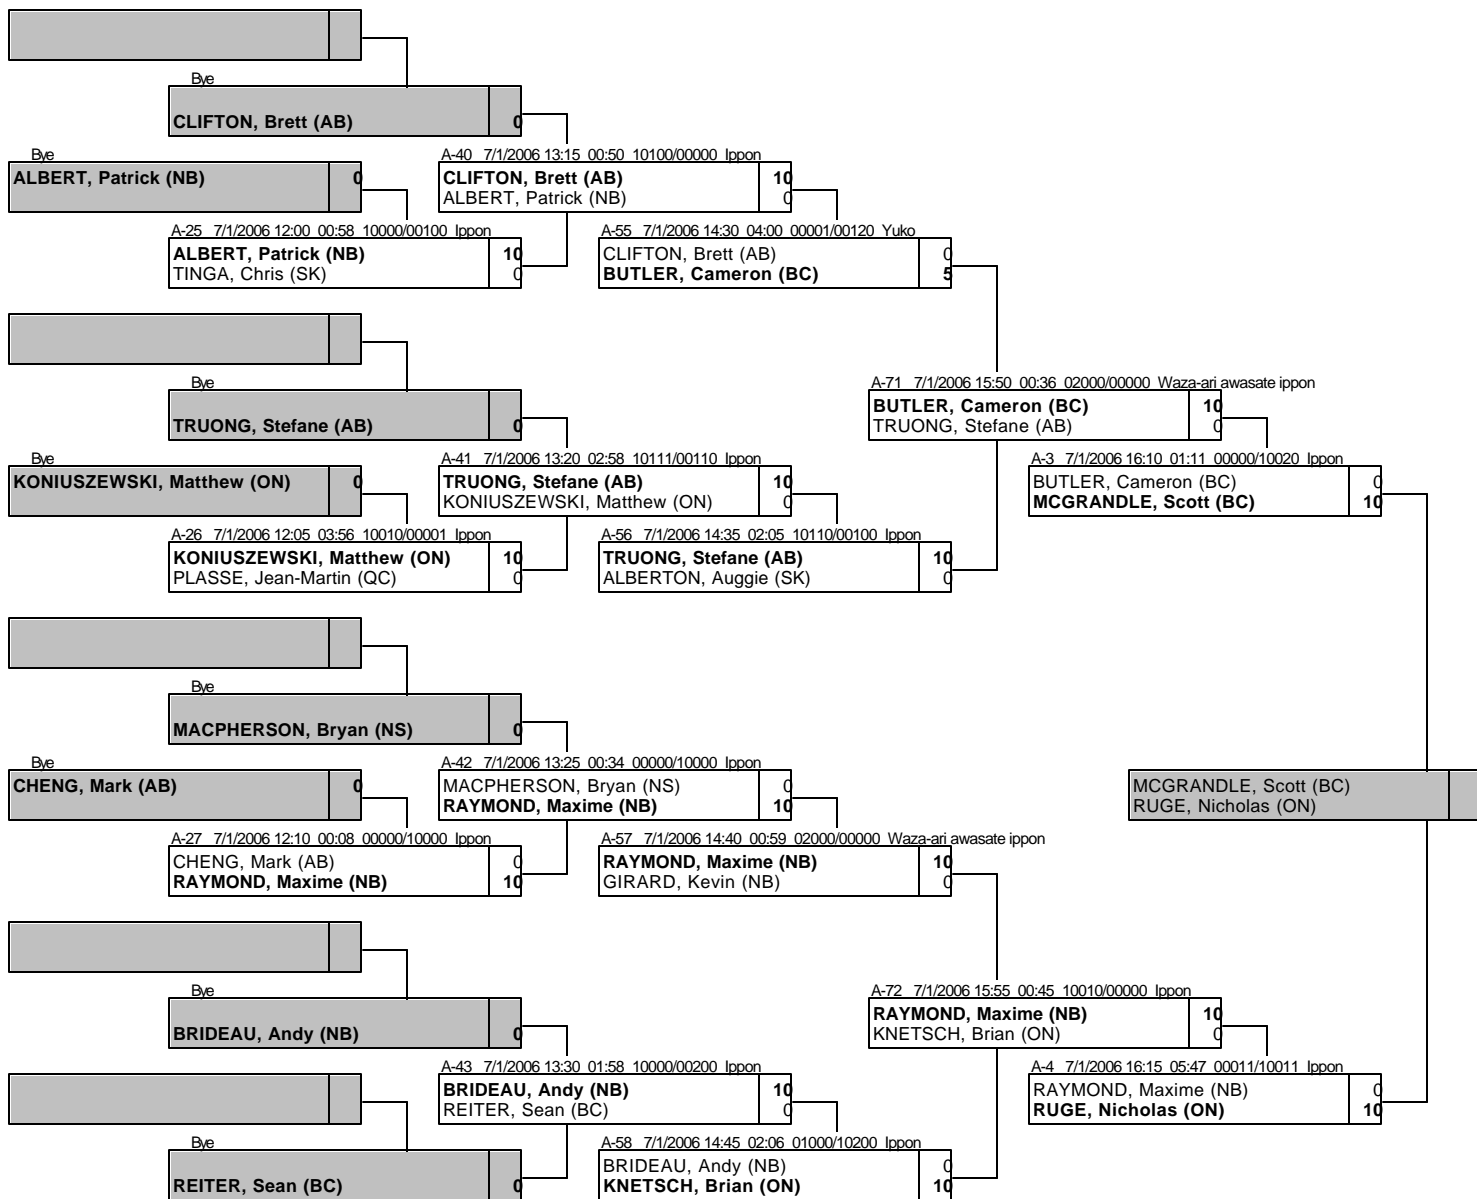 Bye
CLIFTON, Brett (AB) 0
Bye
ALBERT, Patrick (NB) 0
A-40 7/1/2006 13:15 00:50 10100/00000 Ippon
CLIFTON, Brett (AB) 10
ALBERT, Patrick (NB) 0
A-25 7/1/2006 12:00 00:58 10000/00100 Ippon
ALBERT, Patrick (NB) 10
TINGA, Chris (SK) 0
A-55 7/1/2006 14:30 04:00 00001/00120 Yuko
CLIFTON, Brett (AB) 0
BUTLER, Cameron (BC) 5
Bye
TRUONG, Stefane (AB) 0
A-71 7/1/2006 15:50 00:36 02000/00000 Waza-ari awasate ippon
BUTLER, Cameron (BC) 10
TRUONG, Stefane (AB) 0
Bye
KONIUSZEWSKI, Matthew (ON) 0
A-41 7/1/2006 13:20 02:58 10111/00110 Ippon
TRUONG, Stefane (AB) 10
KONIUSZEWSKI, Matthew (ON) 0
A-3 7/1/2006 16:10 01:11 00000/10020 Ippon
BUTLER, Cameron (BC) 0
MCGRANDLE, Scott (BC) 10
A-26 7/1/2006 12:05 03:56 10010/00001 Ippon
KONIUSZEWSKI, Matthew (ON) 10
PLASSE, Jean-Martin (QC) 0
A-56 7/1/2006 14:35 02:05 10110/00100 Ippon
TRUONG, Stefane (AB) 10
ALBERTON, Auggie (SK) 0
Bye
MACPHERSON, Bryan (NS) 0
Bye
CHENG, Mark (AB) 0
A-42 7/1/2006 13:25 00:34 00000/10000 Ippon
MACPHERSON, Bryan (NS) 0
RAYMOND, Maxime (NB) 10
MCGRANDLE, Scott (BC)
RUGE, Nicholas (ON)
A-27 7/1/2006 12:10 00:08 00000/10000 Ippon
CHENG, Mark (AB) 0
RAYMOND, Maxime (NB) 10
A-57 7/1/2006 14:40 00:59 02000/00000 Waza-ari awasate ippon
RAYMOND, Maxime (NB) 10
GIRARD, Kevin (NB) 0
Bye
BRIDEAU, Andy (NB) 0
A-72 7/1/2006 15:55 00:45 10010/00000 Ippon
RAYMOND, Maxime (NB) 10
KNETSCH, Brian (ON) 0
A-43 7/1/2006 13:30 01:58 10000/00200 Ippon
BRIDEAU, Andy (NB) 10
REITER, Sean (BC) 0
A-4 7/1/2006 16:15 05:47 00011/10011 Ippon
RAYMOND, Maxime (NB) 0
RUGE, Nicholas (ON) 10
Bye
REITER, Sean (BC) 0
A-58 7/1/2006 14:45 02:06 01000/10200 Ippon
BRIDEAU, Andy (NB) 0
KNETSCH, Brian (ON) 10